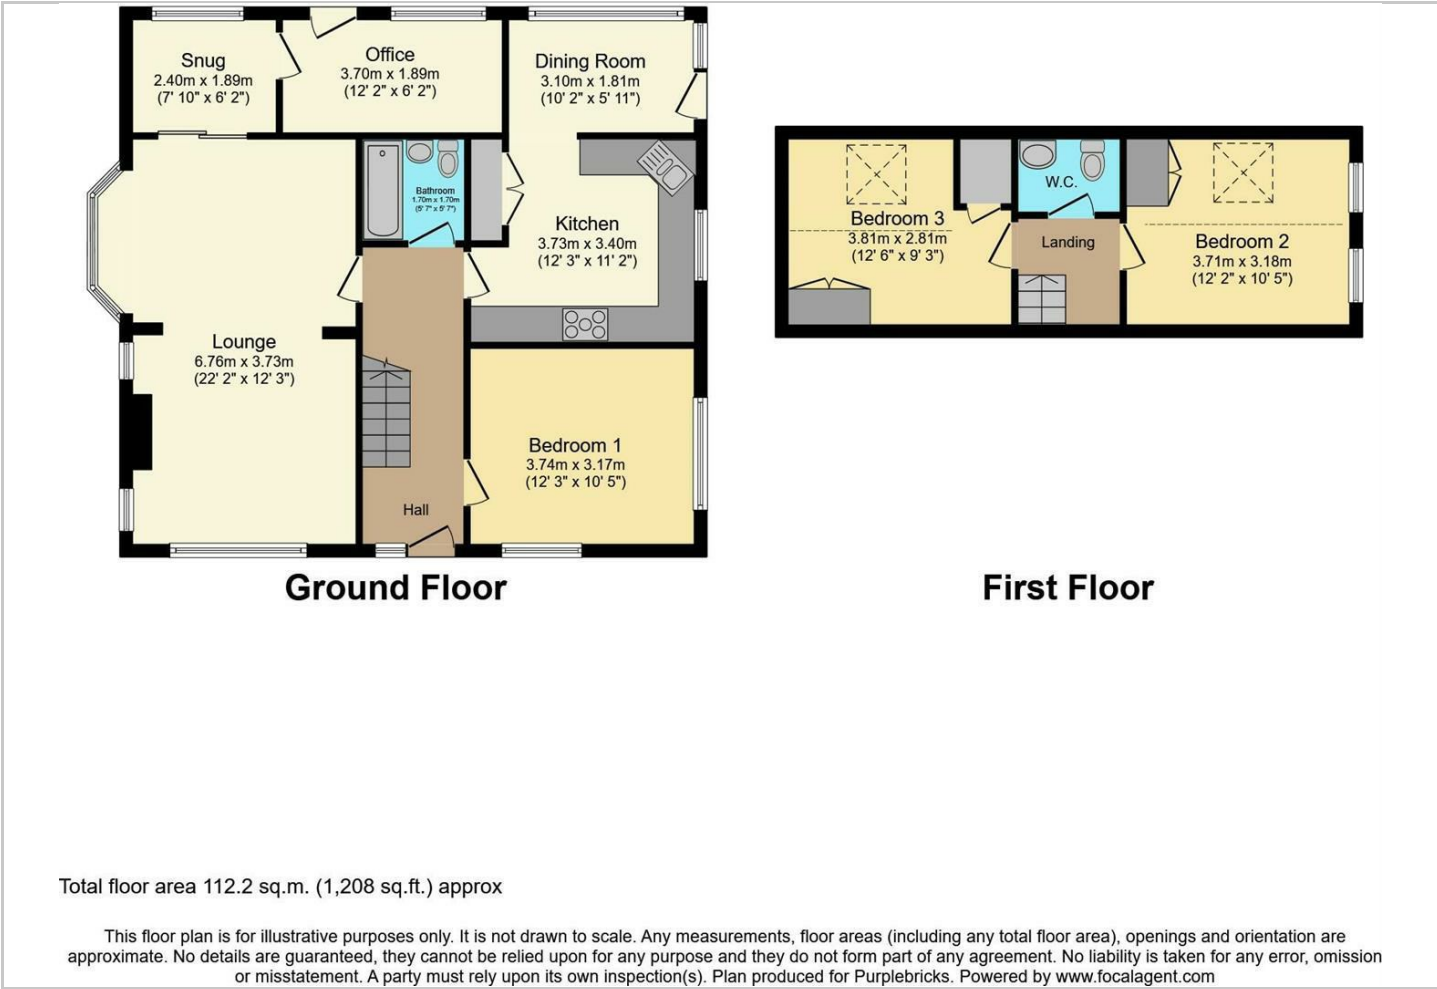 Snug
2.40m x 1.89m
(7' 10" x 6' 2")
Office
3.70m x 1.89m
(12' 2" x 6' 2")
Dining Room
3.10m x 1.81m
(10' 2" x 5' 11")
Bathroom
1.70m x 1.70m
(5' 7" x 5' 7")
Kitchen
3.73m x 3.40m
(12' 3" x 11' 2")
Lounge
6.76m x 3.73m
(22' 2" x 12' 3")
Bedroom 1
3.74m x 3.17m
(12' 3" x 10' 5")
Hall
Ground Floor
Bedroom 3
3.81m x 2.81m
(12' 6" x 9' 3")
W.C.
Landing
Bedroom 2
3.71m x 3.18m
(12' 2" x 10' 5")
First Floor
Total floor area 112.2 sq.m. (1,208 sq.ft.) approx
This floor plan is for illustrative purposes only. It is not drawn to scale. Any measurements, floor areas (including any total floor area), openings and orientation are
approximate. No details are guaranteed, they cannot be relied upon for any purpose and they do not form part of any agreement. No liability is taken for any error, omission
or misstatement. A party must rely upon its own inspection(s). Plan produced for Purplebricks. Powered by www.focalagent.com